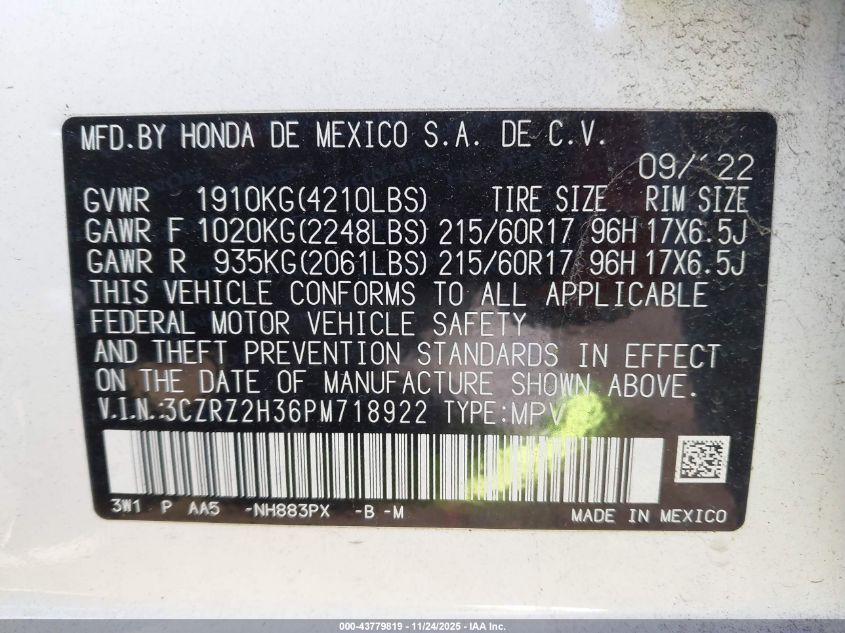 MFD.BY HONDA DE MEXICO S.A. DE C.V.
09/'22
GVWR 1910KG(4210LBS) TIRE SIZE RIM SIZE
GAWR F 1020KG(2248LBS) 215/60R17 96H 17X6.5J
GAWR R 935KG(2061LBS) 215/60R17 96H 17X6.5J
THIS VEHICLE CONFORMS TO ALL APPLICABLE
FEDERAL MOTOR VEHICLE SAFETY
AND THEFT PREVENTION STANDARDS IN EFFECT
ON THE DATE OF MANUFACTURE SHOWN ABOVE.
V.I.N.:3CZRZ2H36PM718922 TYPE:MPV
3W1 P AA5 -NH883PX -B -M
MADE IN MEXICO
000-43779819 - 11/24/2025 - IAA Inc.